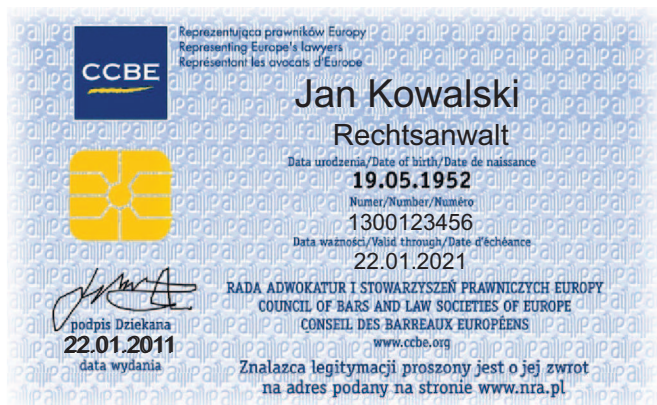 CCBE
Reprezentująca prawników Europy
Representing Europe's lawyers
Représentant les avocats d'Europe
Jan Kowalski
Rechtsanwalt
Data urodzenia/Date of birth/Date de naissance
19.05.1952
Numer/Number/Numéro
1300123456
Data ważności/Valid through/Date d'échéance
22.01.2021
podpis Dziekana
22.01.2011
data wydania
RADA ADWOKATUR I STOWARZYSZEŃ PRAWNICZYCH EUROPY
COUNCIL OF BARS AND LAW SOCIETIES OF EUROPE
CONSEIL DES BARREAUX EUROPÉENS
www.ccbe.org
Znalazca legitymacji proszony jest o jej zwrot
na adres podany na stronie www.nra.pl